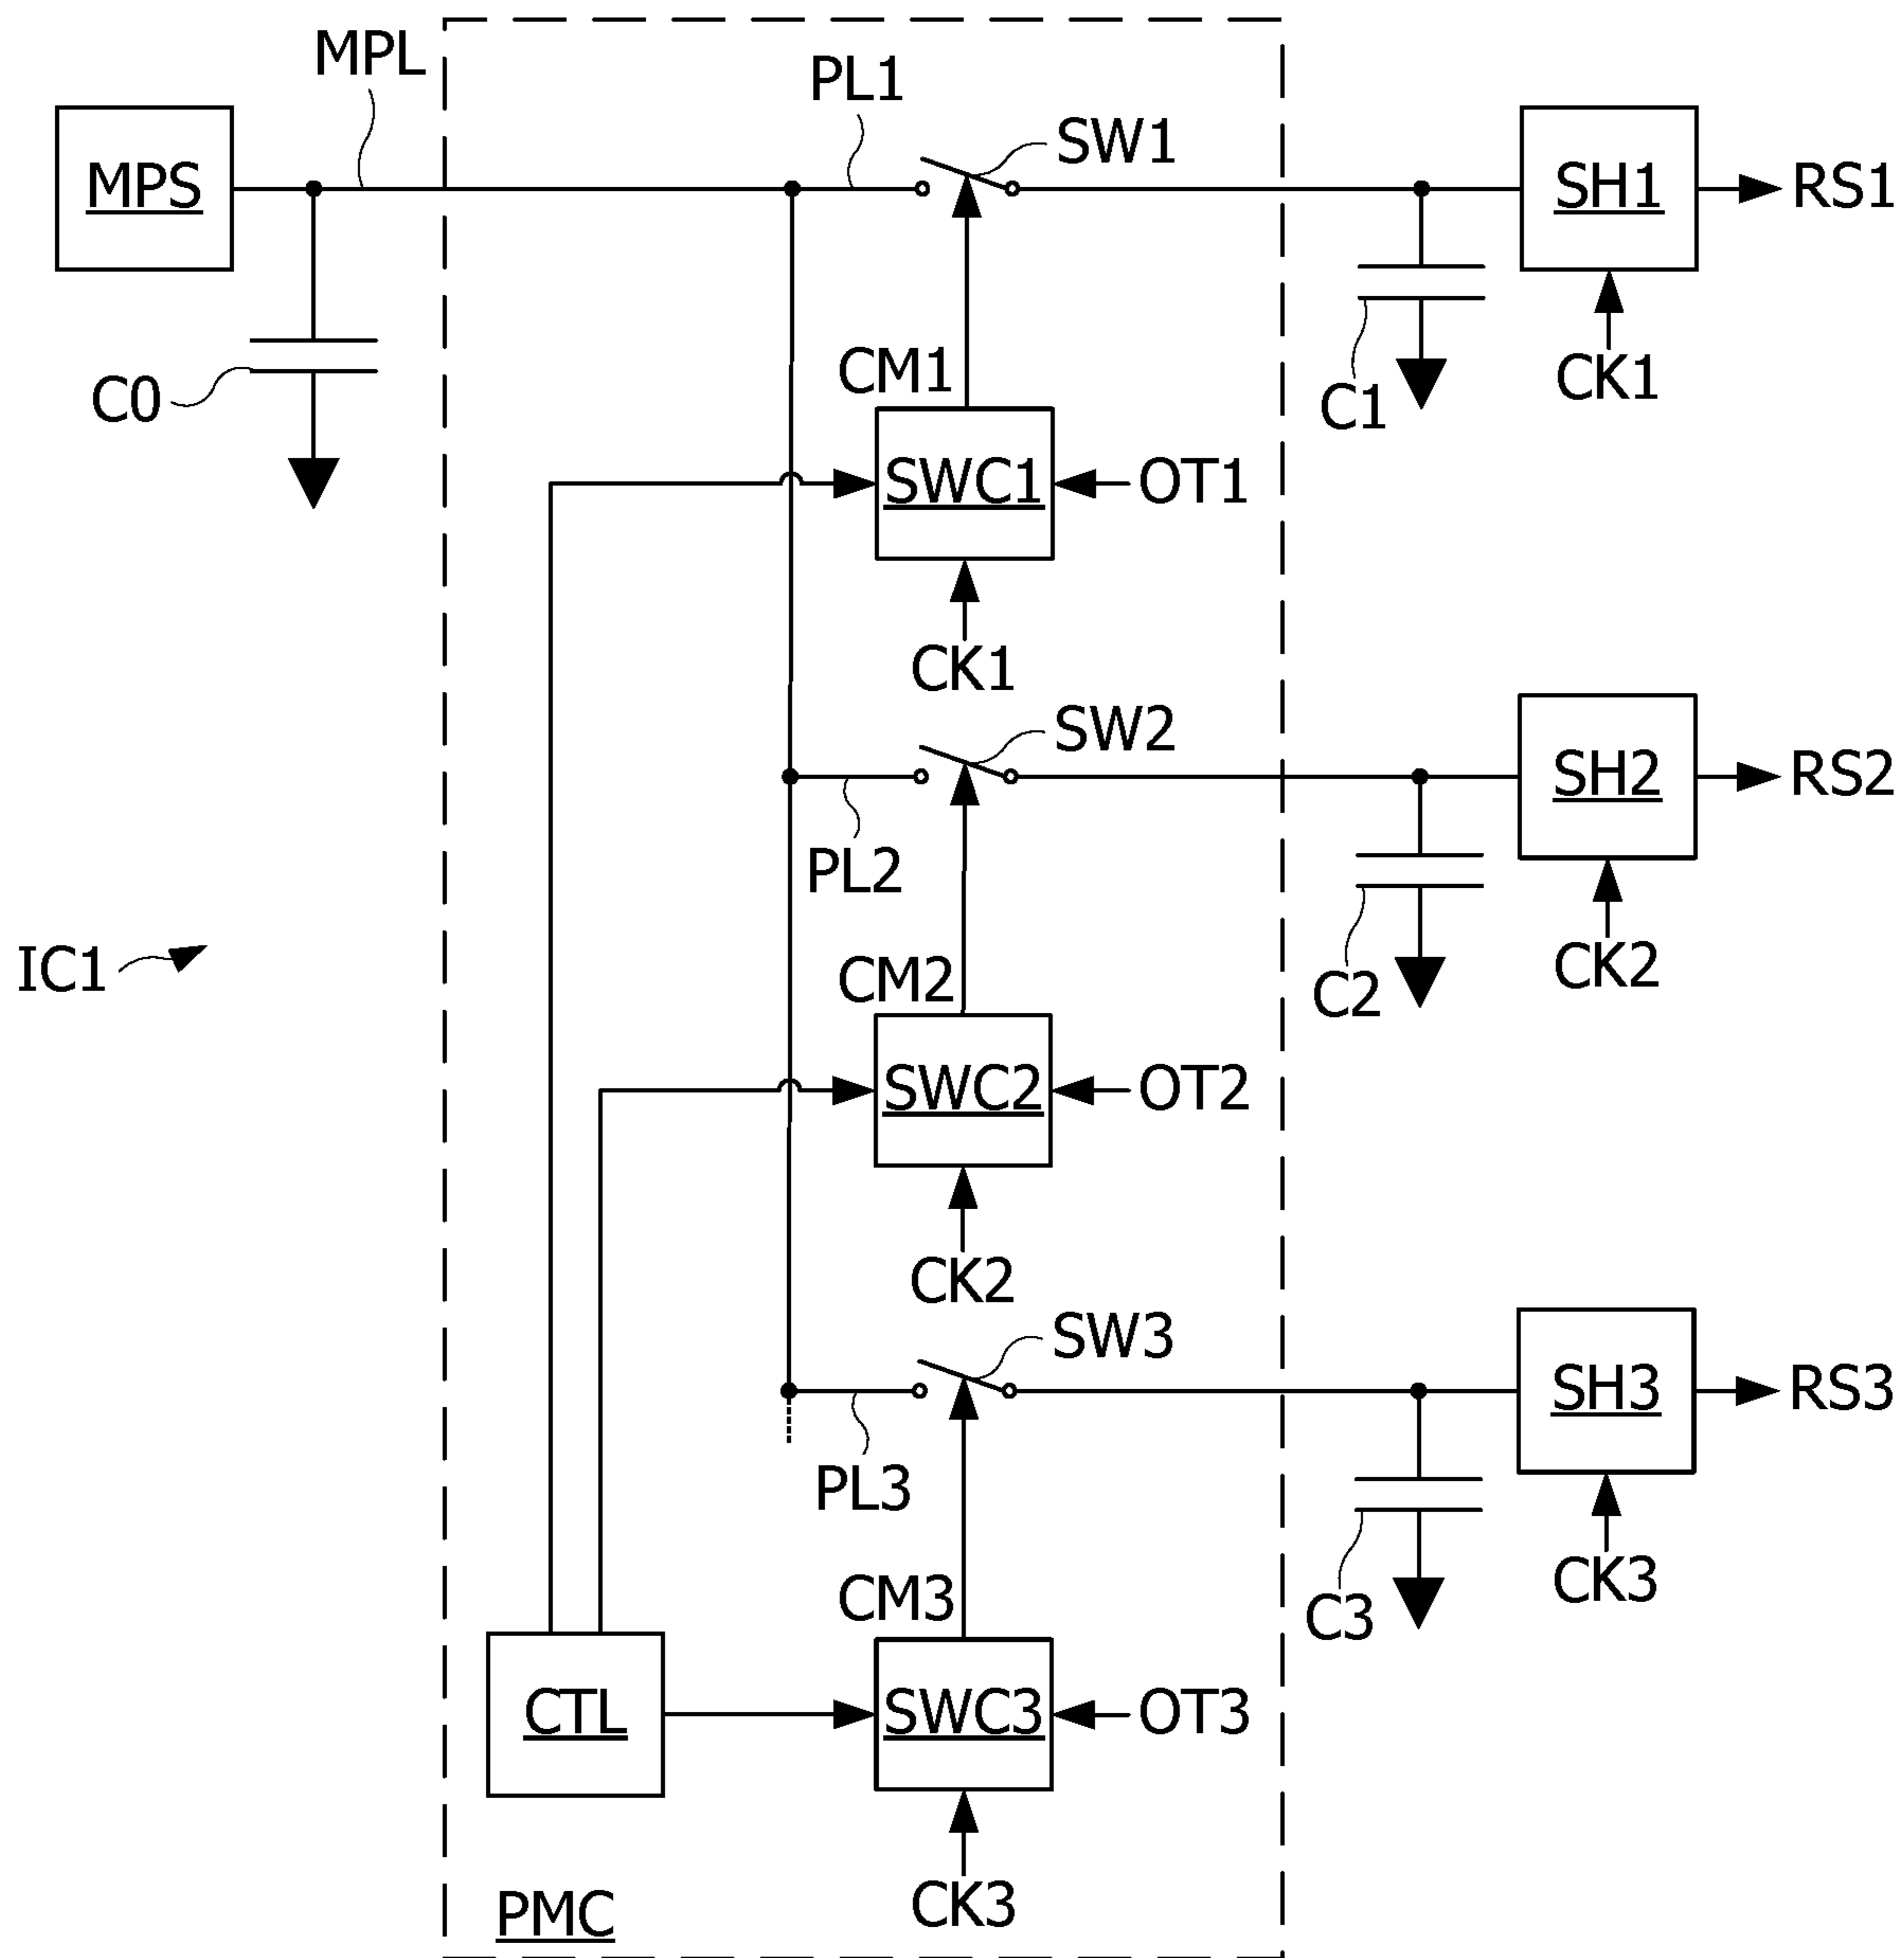 MPL
PL1
SW1
MPS
SH1
RS1
CM1
C0
C1
CK1
SWC1
OT1
CK1
SW2
SH2
RS2
PL2
IC1
CM2
C2
CK2
SWC2
OT2
CK2
SW3
SH3
RS3
PL3
CM3
C3
CK3
CTL
SWC3
OT3
CK3
PMC